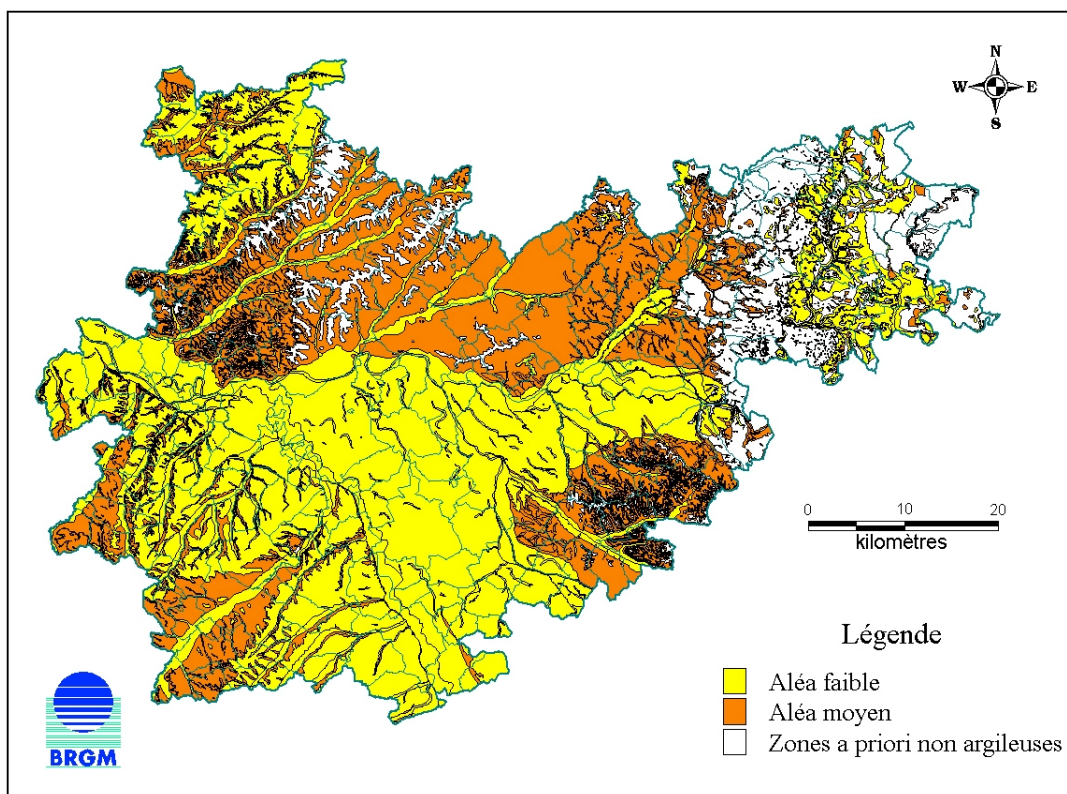 N
W E
S
0 10 20
kilomètres
Légende
Aléa faible
Aléa moyen
Zones a priori non argileuses
BRGM